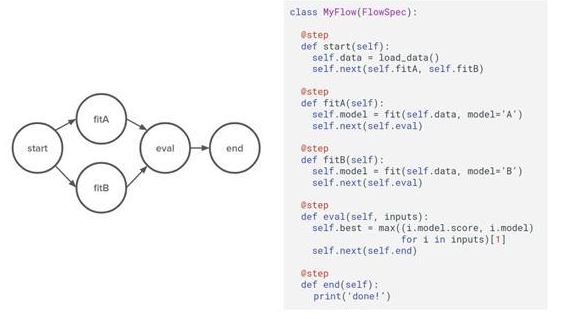 start
fitA
fitB
eval
end
class MyFlow(FlowSpec):
@step
def start(self):
self.data = load_data()
self.next(self.fitA, self.fitB)
@step
def fitA(self):
self.model = fit(self.data, model='A')
self.next(self.eval)
@step
def fitB(self):
self.model = fit(self.data, model='B')
self.next(self.eval)
@step
def eval(self, inputs):
self.best = max((i.model.score, i.model)
for i in inputs)[1]
self.next(self.end)
@step
def end(self):
print('done!')